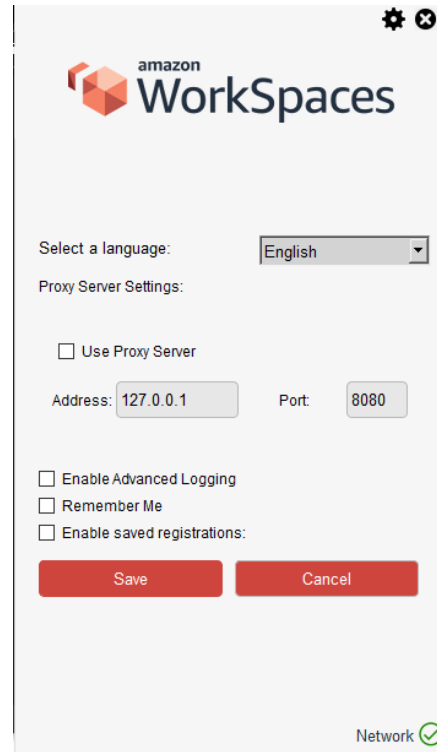 amazon
WorkSpaces
Select a language: English
Proxy Server Settings:
Use Proxy Server
Address: 127.0.0.1 Port: 8080
Enable Advanced Logging
Remember Me
Enable saved registrations:
Save Cancel
Network